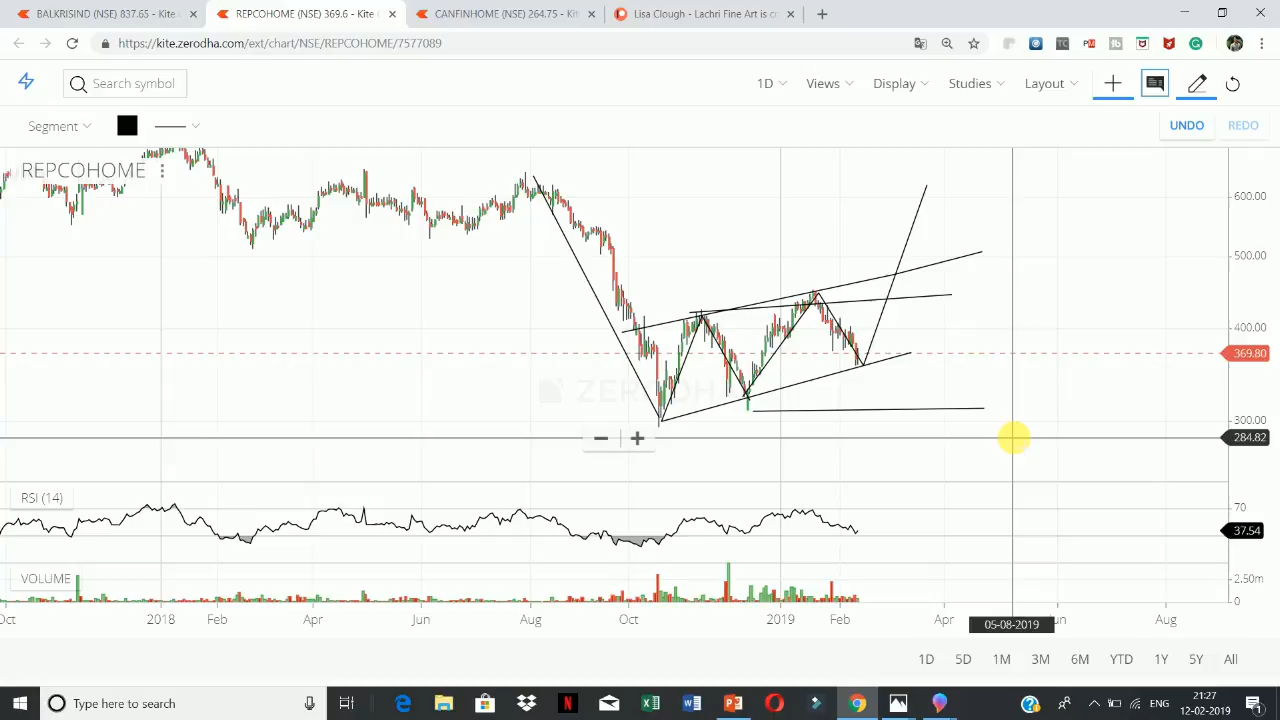 BALKRISIND (NSE) 837.65 - Kite
REPCOHOME (NSE) 369.6 - Kite
CANFINHOME (NSE) 264.75 - Kit
Lisa Clough - Lachri Fine Art is c
https://kite.zerodha.com/ext/chart/NSE/REPCOHOME/7577089
Search symbol
1D Views Display Studies Layout
Segment
UNDO REDO
REPCOHOME
600.00
500.00
400.00
369.80
ZERODHA
300.00
284.82
RSI (14)
70
37.54
VOLUME
2.50m
0
Oct 2018 Feb Apr Jun Aug Oct 2019 Feb Apr Jun Aug
05-08-2019
1D 5D 1M 3M 6M YTD 1Y 5Y All
Type here to search
ENG
21:27
12-02-2019